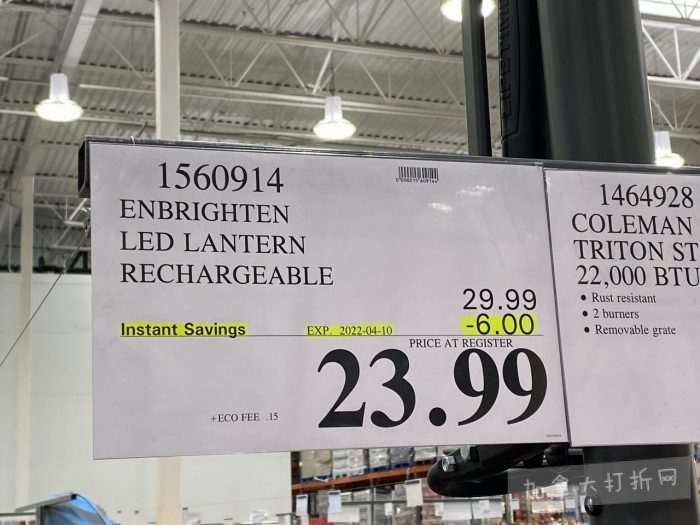 1560914
ENBRIGHTEN
LED LANTERN
RECHARGEABLE
29.99
Instant Savings EXP. 2022-04-10 -6.00
PRICE AT REGISTER
23.99
+ECO FEE .15
1464928
COLEMAN
TRITON ST
22,000 BTU
• Rust resistant
• 2 burners
• Removable grate
加拿大打折网